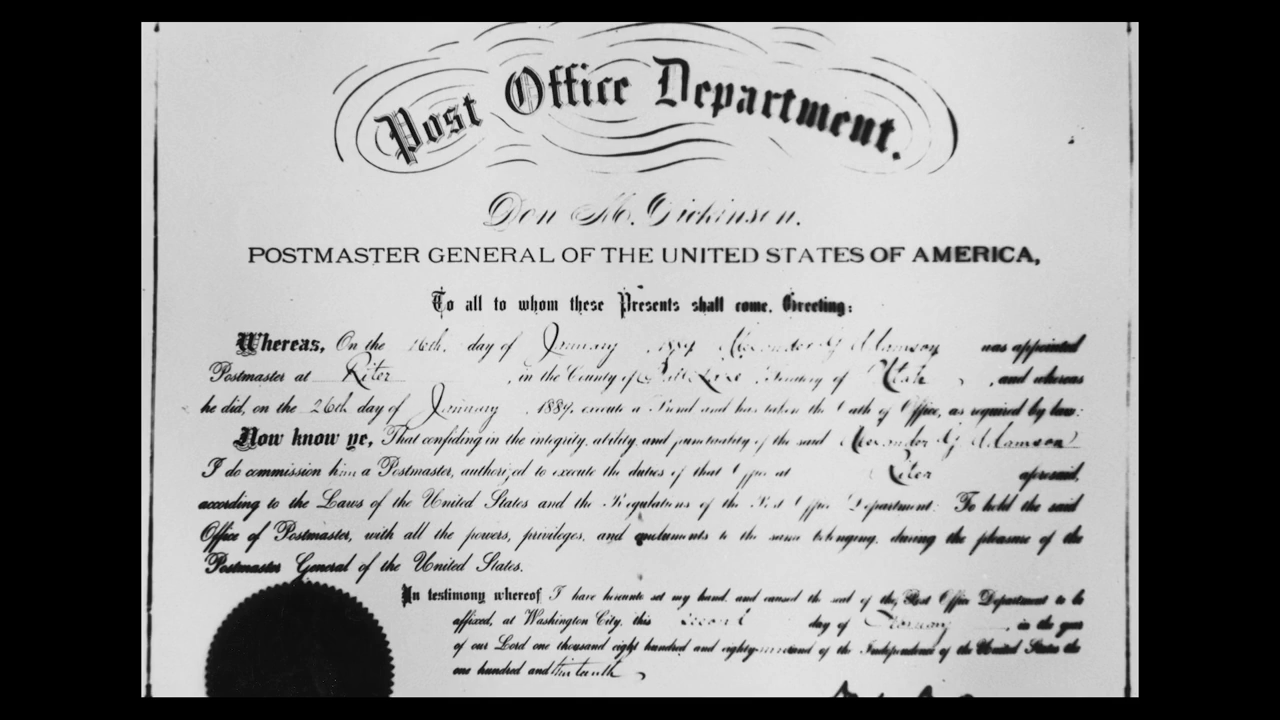 Post Office Department.
Don M. Dickinson.
POSTMASTER GENERAL OF THE UNITED STATES OF AMERICA,
To all to whom these Presents shall come, Greeting:
Whereas, On the 16th. day of January 1889 Alexander G Adamson was appointed
Postmaster at Riter, in the County of Salt Lake, Territory of Utah, and whereas
he did, on the 26th day of January, 1889, execute a Bond and has taken the Oath of Office, as required by law:
Now know ye, That confiding in the integrity, ability, and punctuality of the said Alexander G Adamson
I do commission him a Postmaster, authorized to execute the duties of that Office at Riter aforesaid,
according to the Laws of the United States and the Regulations of the Post Office Department: To hold the said
Office of Postmaster, with all the powers, privileges, and emoluments to the same belonging, during the pleasure of the
Postmaster General of the United States.
In testimony whereof, I have hereunto set my hand, and caused the seal of the Post Office Department to be
affixed, at Washington City, this second day of February, in the year
of our Lord one thousand eight hundred and eighty and of the Independence of the United States the
one hundred and thirteenth